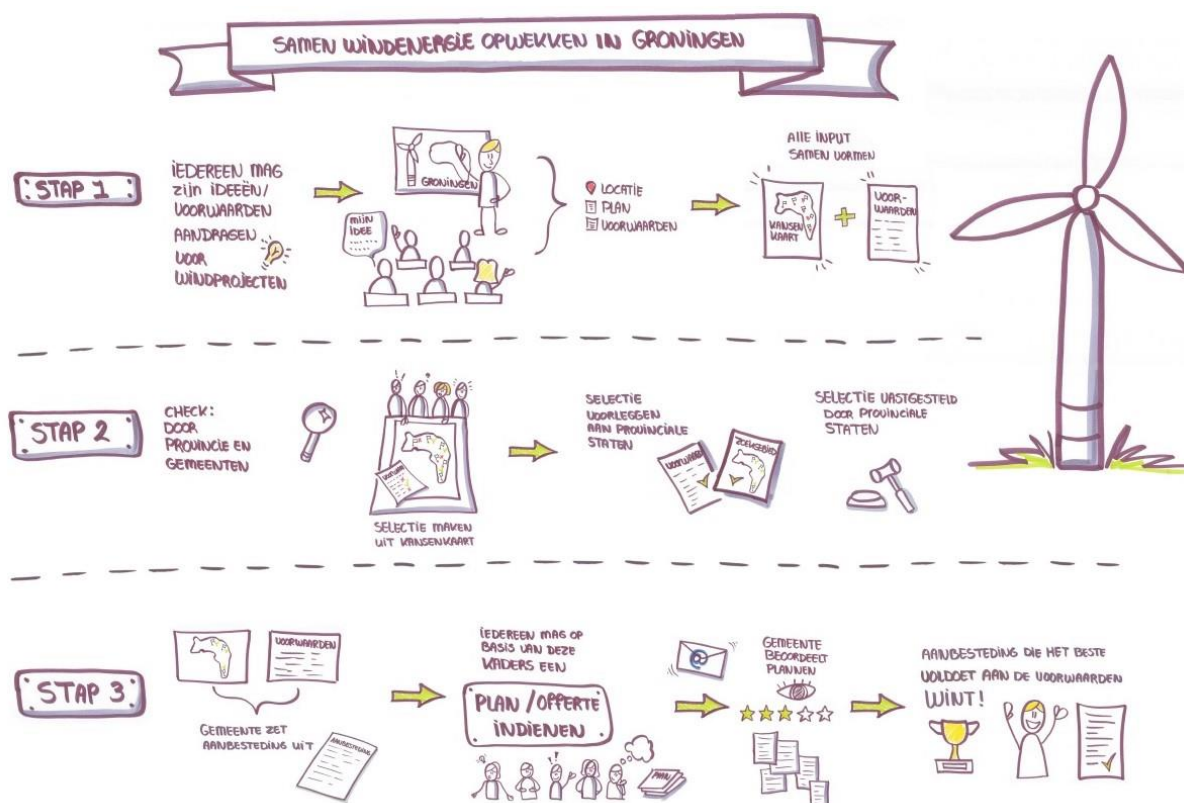 SAMEN WINDENERGIE OPWEKKEN IN GRONINGEN
STAP 1
IEDEREEN MAG
ZIJN IDEEËN/
VOORWAARDEN
AANDRAGEN
VOOR
WINDPROJECTEN
GRONINGEN
MIJN
IDEE
LOCATIE
PLAN
VOORWAARDEN
ALLE INPUT
SAMEN VORMEN
KANSEN
KAART
+
VOOR-
WAARDEN
STAP 2
CHECK:
DOOR
PROVINCIE EN
GEMEENTEN
VOORWAAR
SELECTIE MAKEN
UIT KANSENKAART
SELECTIE
VOORLEGGEN
AAN PROVINCIALE
STATEN
VOORWAARD
ZOEKGEBIED
SELECTIE VASTGESTELD
DOOR PROVINCIALE
STATEN
STAP 3
VOORWAARDEN
GEMEENTE ZET
AANBESTEDING UIT
AANBESTEDING
IEDEREEN MAG OP
BASIS VAN DEZE
KADERS EEN
PLAN / OFFERTE
INDIENEN
PLAN
@
GEMEENTE
BEOORDEELT
PLANNEN
AANBESTEDING DIE HET BESTE
VOLDOET AAN DE VOORWAARDEN
WINT!